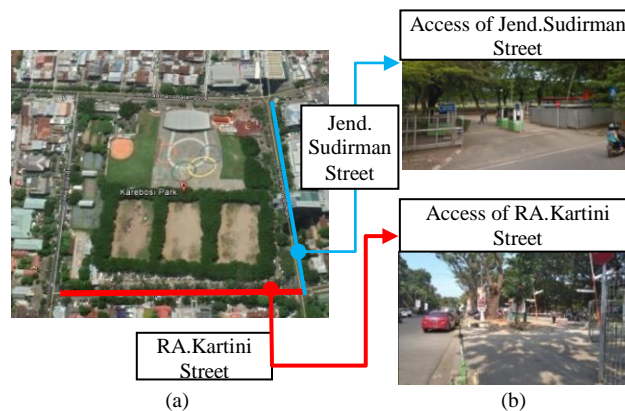 Access of Jend.Sudirman
Street
Jend.
Sudirman
Street
Karebosi Park
Access of RA.Kartini
Street
RA.Kartini
Street
(a)
(b)